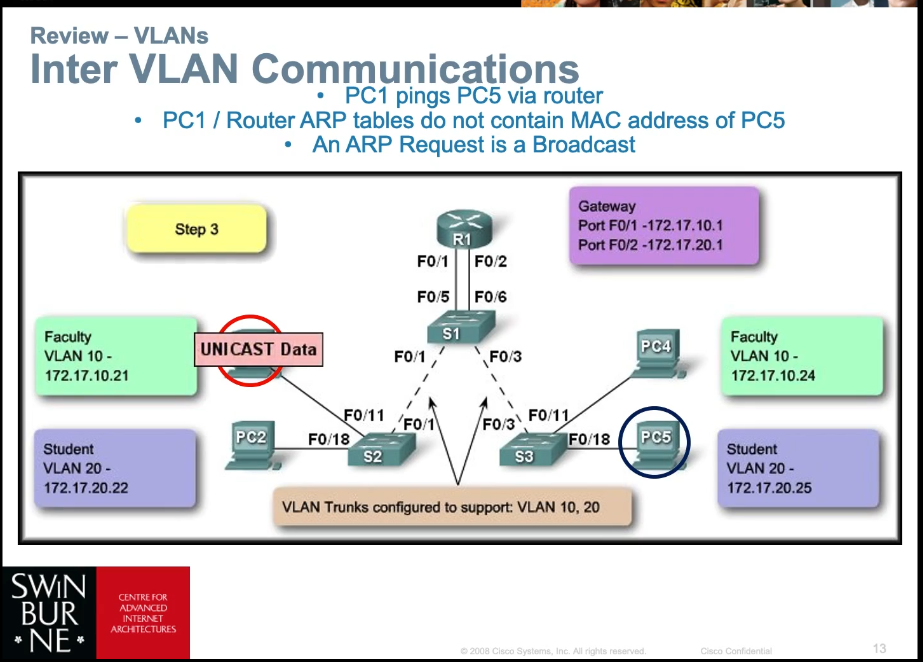 Review – VLANs
Inter VLAN Communications
• PC1 pings PC5 via router
• PC1 / Router ARP tables do not contain MAC address of PC5
• An ARP Request is a Broadcast
Step 3
R1
Gateway
Port F0/1 -172.17.10.1
Port F0/2 -172.17.20.1
F0/1 F0/2
F0/5 F0/6
S1
Faculty
VLAN 10 -
172.17.10.21
UNICAST Data
F0/1 F0/3
PC4
Faculty
VLAN 10 -
172.17.10.24
F0/11 F0/1 F0/3 F0/11
Student
VLAN 20 -
172.17.20.22
PC2
F0/18
S2
S3
F0/18
PC5
Student
VLAN 20 -
172.17.20.25
VLAN Trunks configured to support: VLAN 10, 20
SWIN
BUR
* NE *
CENTRE FOR
ADVANCED
INTERNET
ARCHITECTURES
© 2008 Cisco Systems, Inc. All rights reserved. Cisco Confidential 13